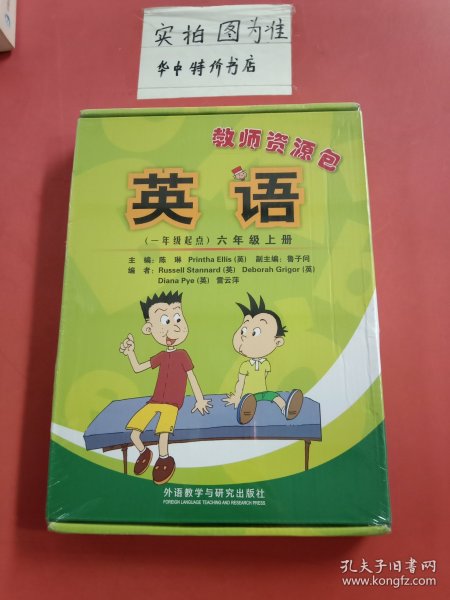 实拍图为准
华中特价书店
教师资源包
英语
(一年级起点) 六年级上册
主编: 陈 琳 Printha Ellis (英) 副主编: 鲁子问
编者: Russell Stannard (英) Deborah Grigor (英)
Diana Pye (英) 雪云萍
外语教学与研究出版社
FOREIGN LANGUAGE TEACHING AND RESEARCH PRESS
孔夫子旧书网
www.kongfz.com